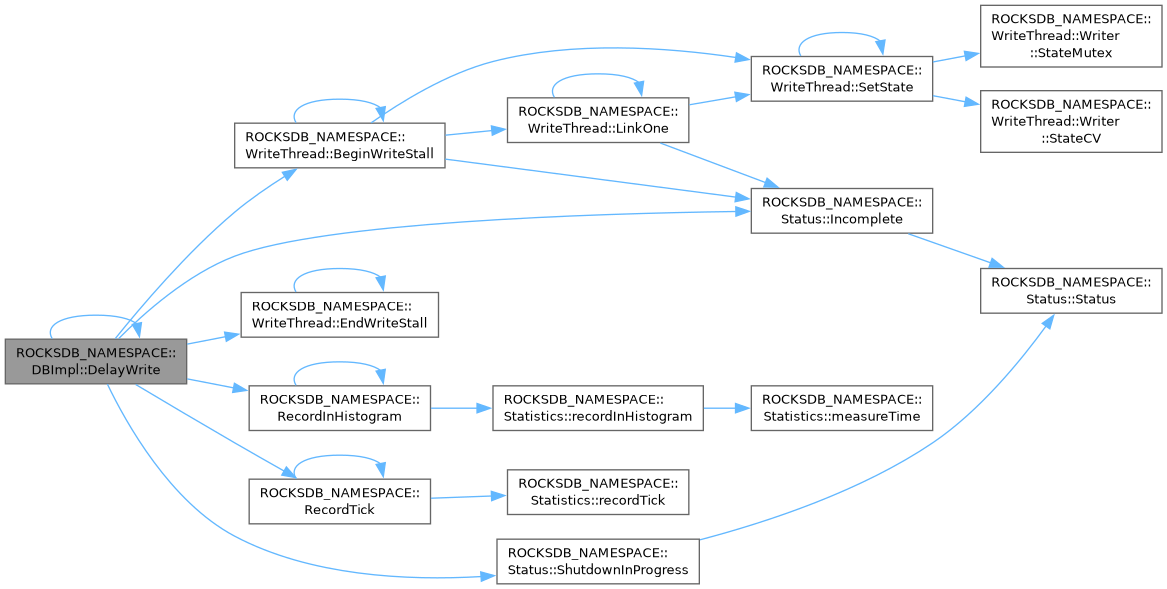 ROCKSDB_NAMESPACE::
WriteThread::Writer
::StateMutex
ROCKSDB_NAMESPACE::
WriteThread::SetState
ROCKSDB_NAMESPACE::
WriteThread::Writer
::StateCV
ROCKSDB_NAMESPACE::
WriteThread::LinkOne
ROCKSDB_NAMESPACE::
WriteThread::BeginWriteStall
ROCKSDB_NAMESPACE::
Status::Incomplete
ROCKSDB_NAMESPACE::
Status::Status
ROCKSDB_NAMESPACE::
WriteThread::EndWriteStall
ROCKSDB_NAMESPACE::
DBImpl::DelayWrite
ROCKSDB_NAMESPACE::
RecordInHistogram
ROCKSDB_NAMESPACE::
Statistics::recordInHistogram
ROCKSDB_NAMESPACE::
Statistics::measureTime
ROCKSDB_NAMESPACE::
RecordTick
ROCKSDB_NAMESPACE::
Statistics::recordTick
ROCKSDB_NAMESPACE::
Status::ShutdownInProgress